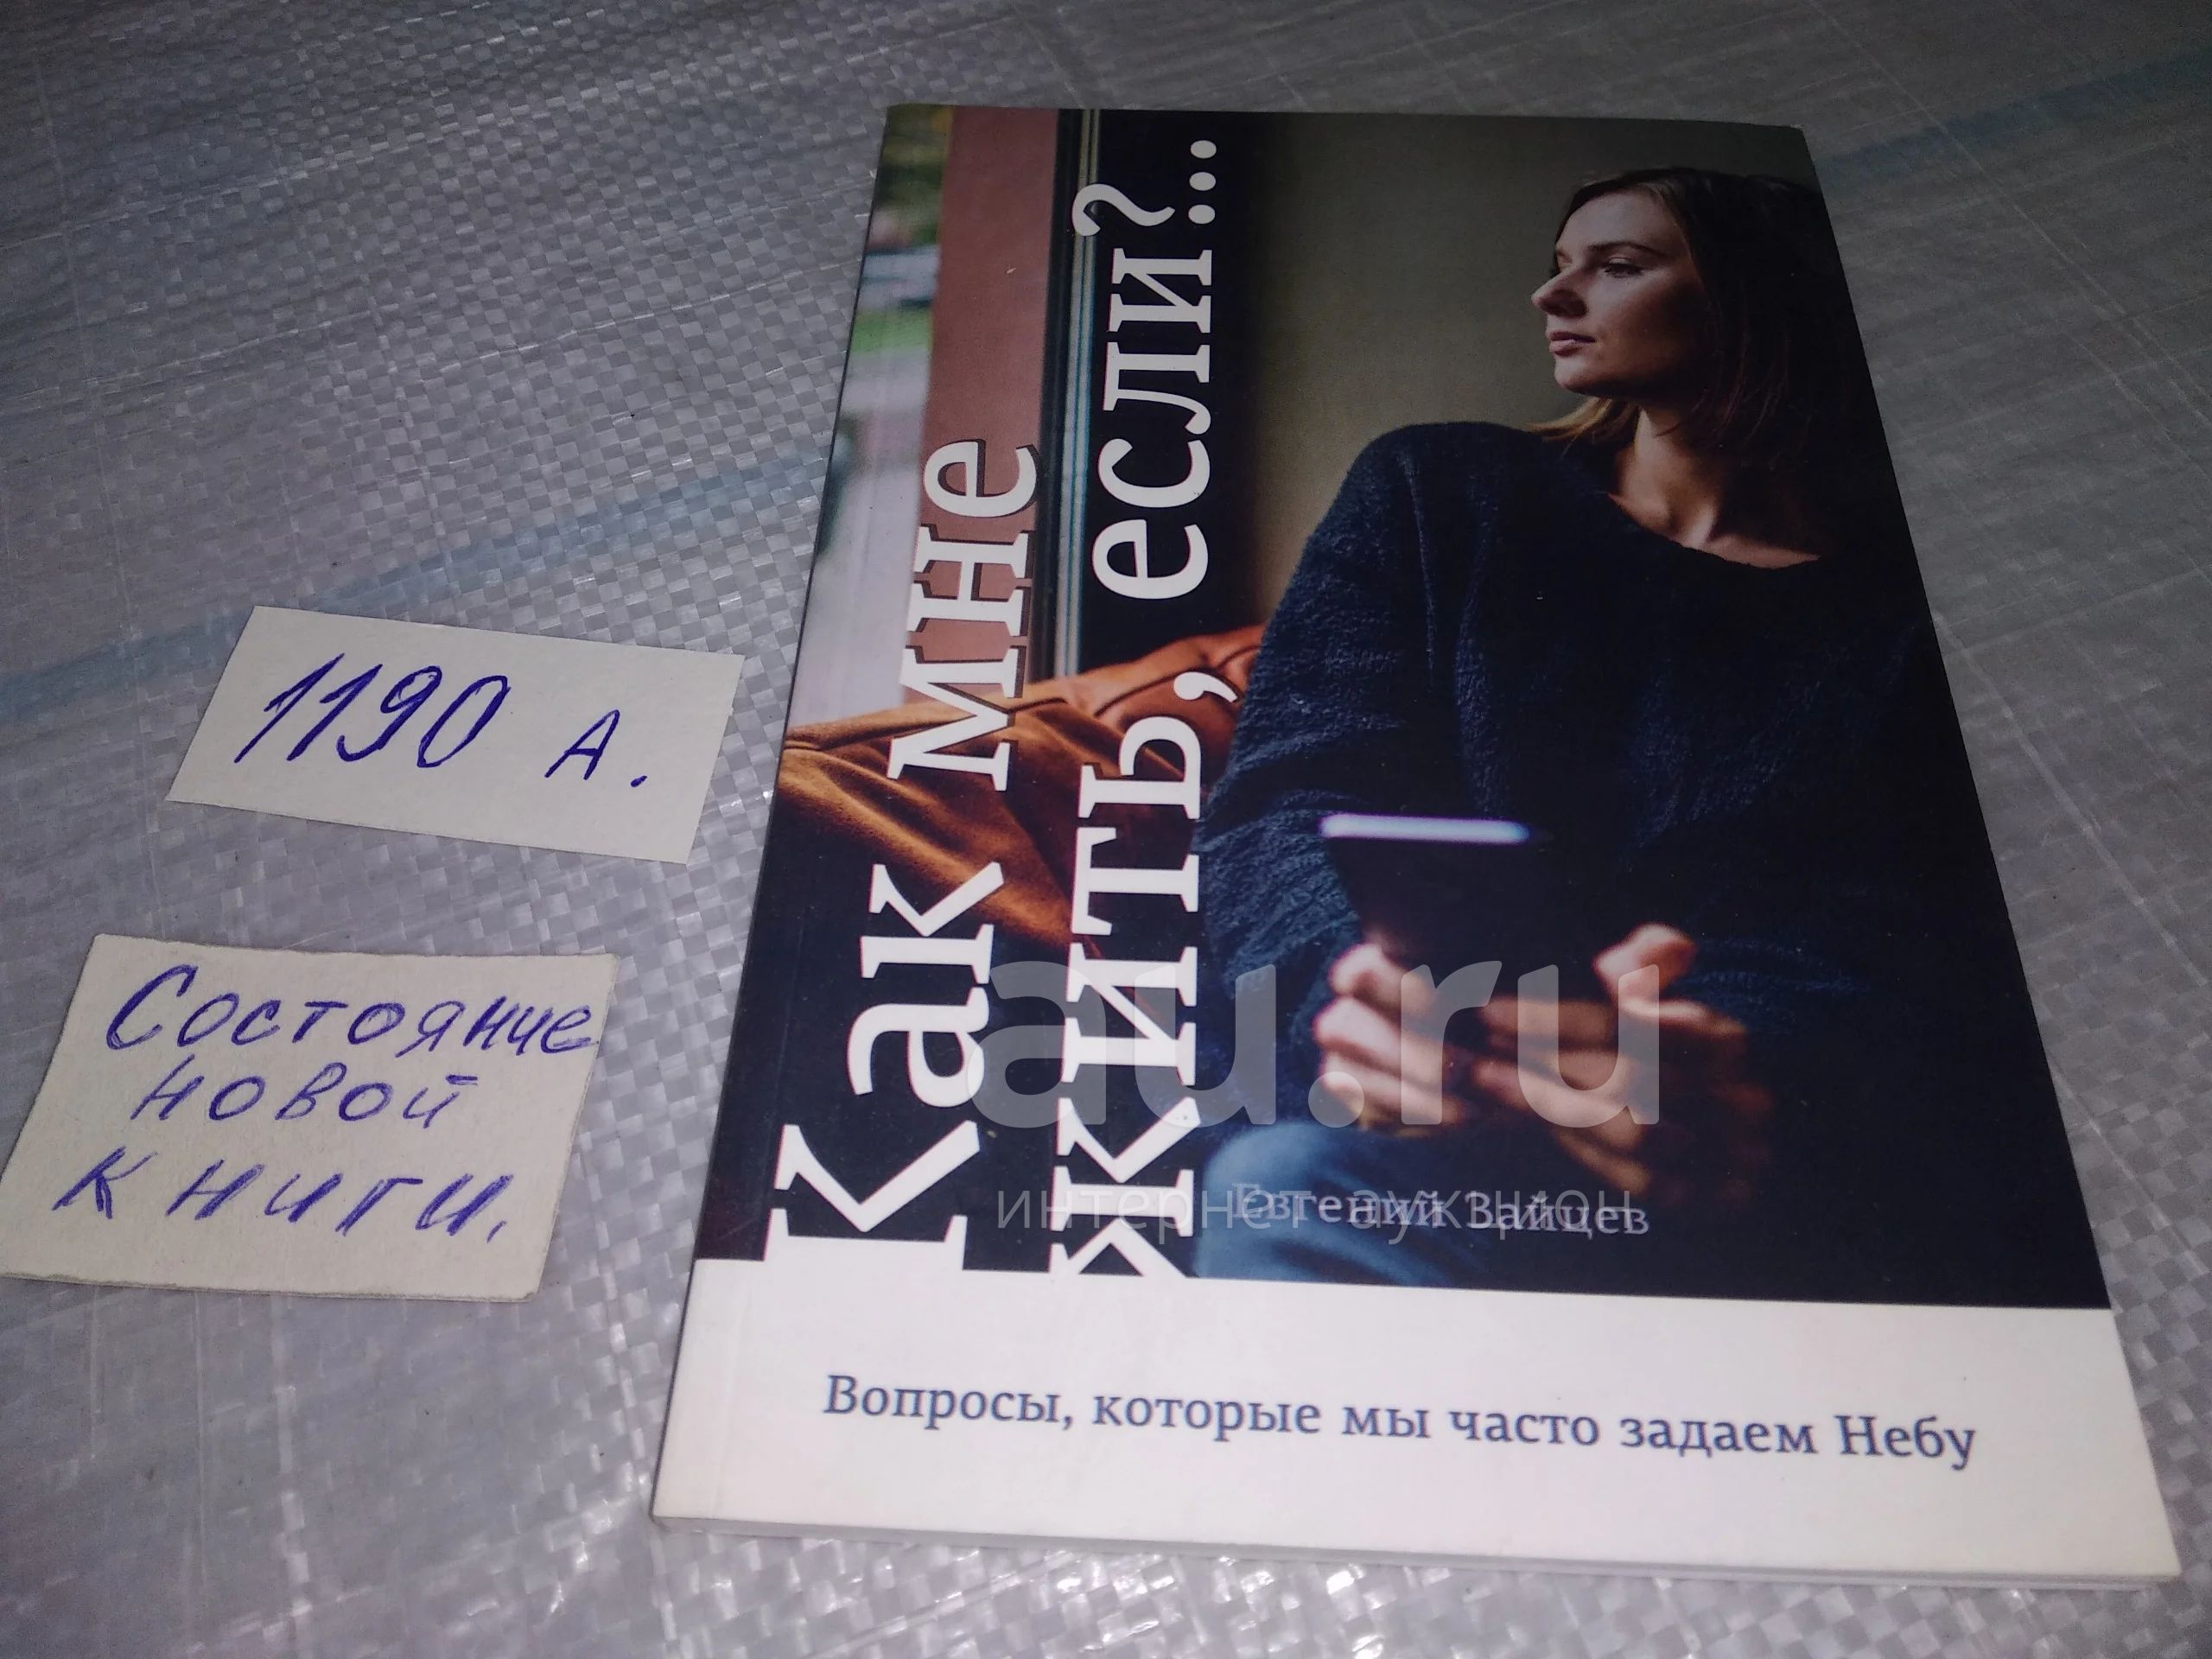 1190 А.
Состояние
новой
книги.
Как мне
жить, если?...
Евгений Зайцев
Вопросы, которые мы часто задаем Небу
au.ru
интернет-аукцион